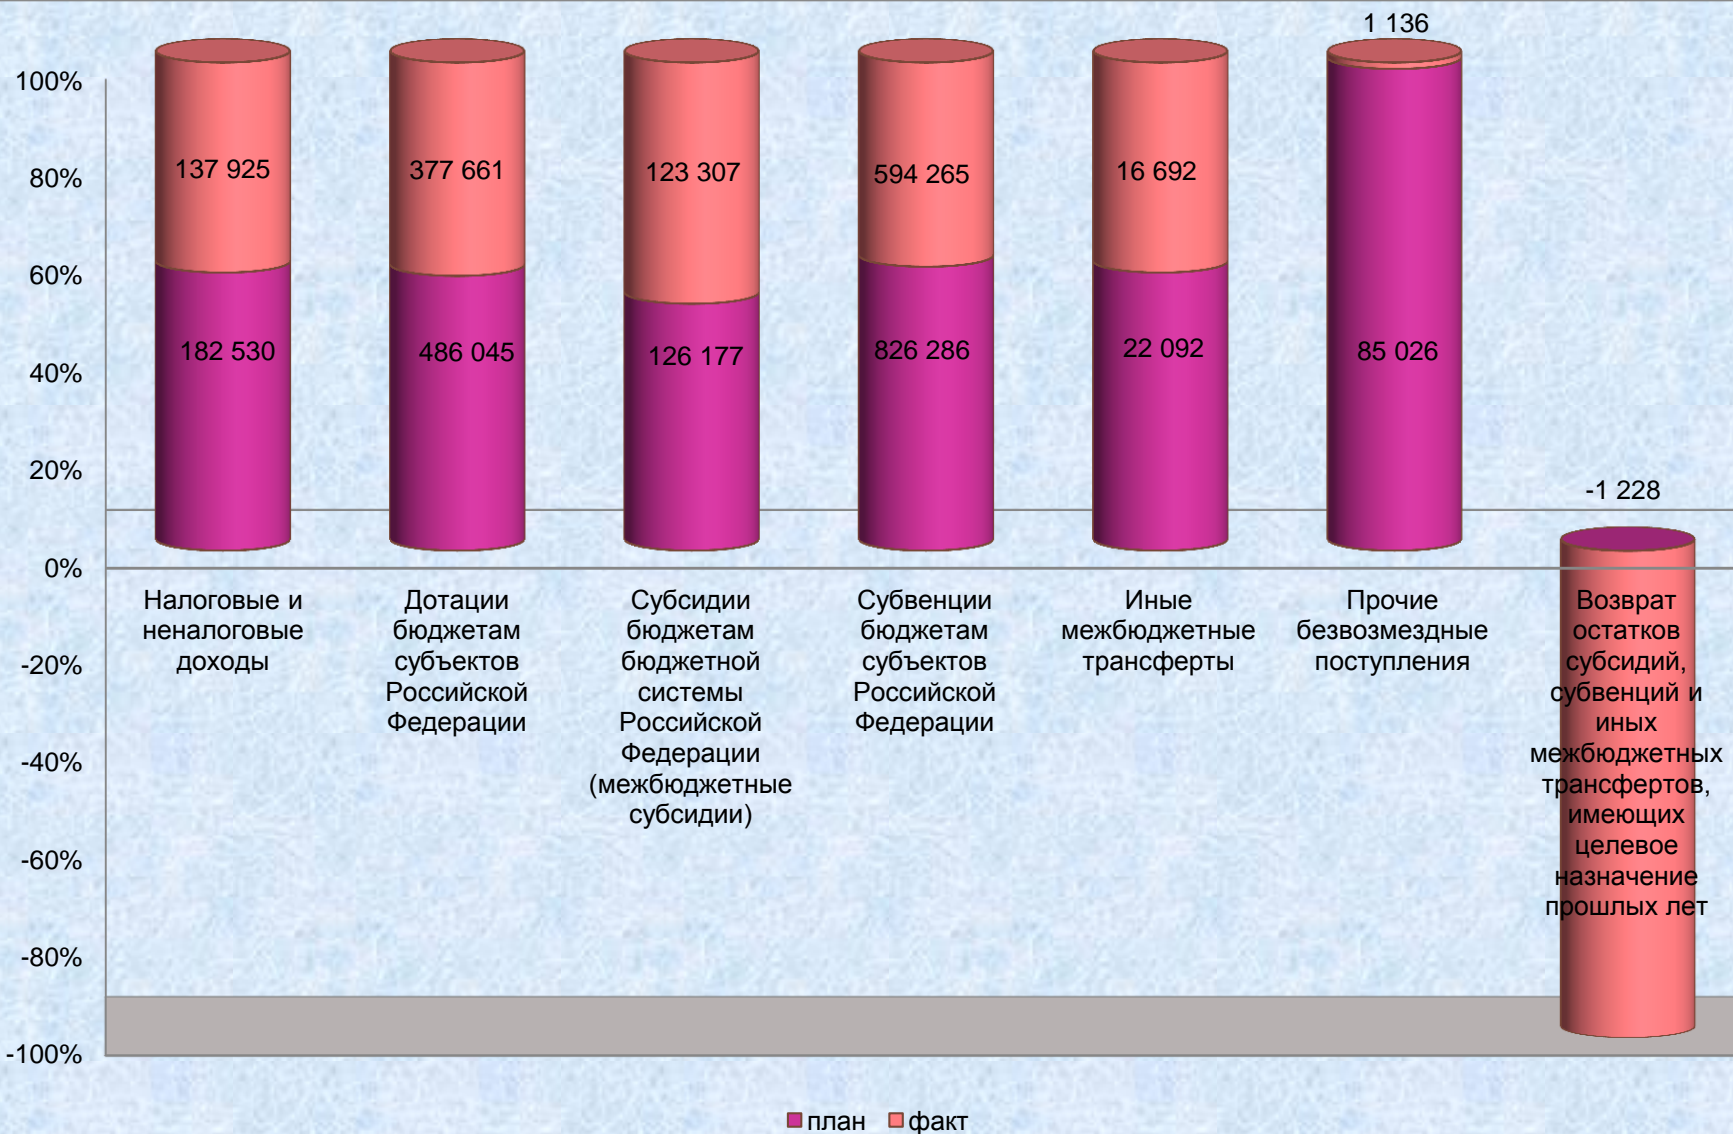 1 136
100%
137 925
377 661
123 307
594 265
16 692
80%
60%
182 530
486 045
126 177
826 286
22 092
85 026
40%
20%
-1 228
0%
Налоговые и
неналоговые
доходы
Дотации
бюджетам
субъектов
Российской
Федерации
Субсидии
бюджетам
бюджетной
системы
Российской
Федерации
(межбюджетные
субсидии)
Субвенции
бюджетам
субъектов
Российской
Федерации
Иные
межбюджетные
трансферты
Прочие
безвозмездные
поступления
Возврат
остатков
субсидий,
субвенций и
иных
межбюджетных
трансфертов,
имеющих
целевое
назначение
прошлых лет
-20%
-40%
-60%
-80%
-100%
план
факт